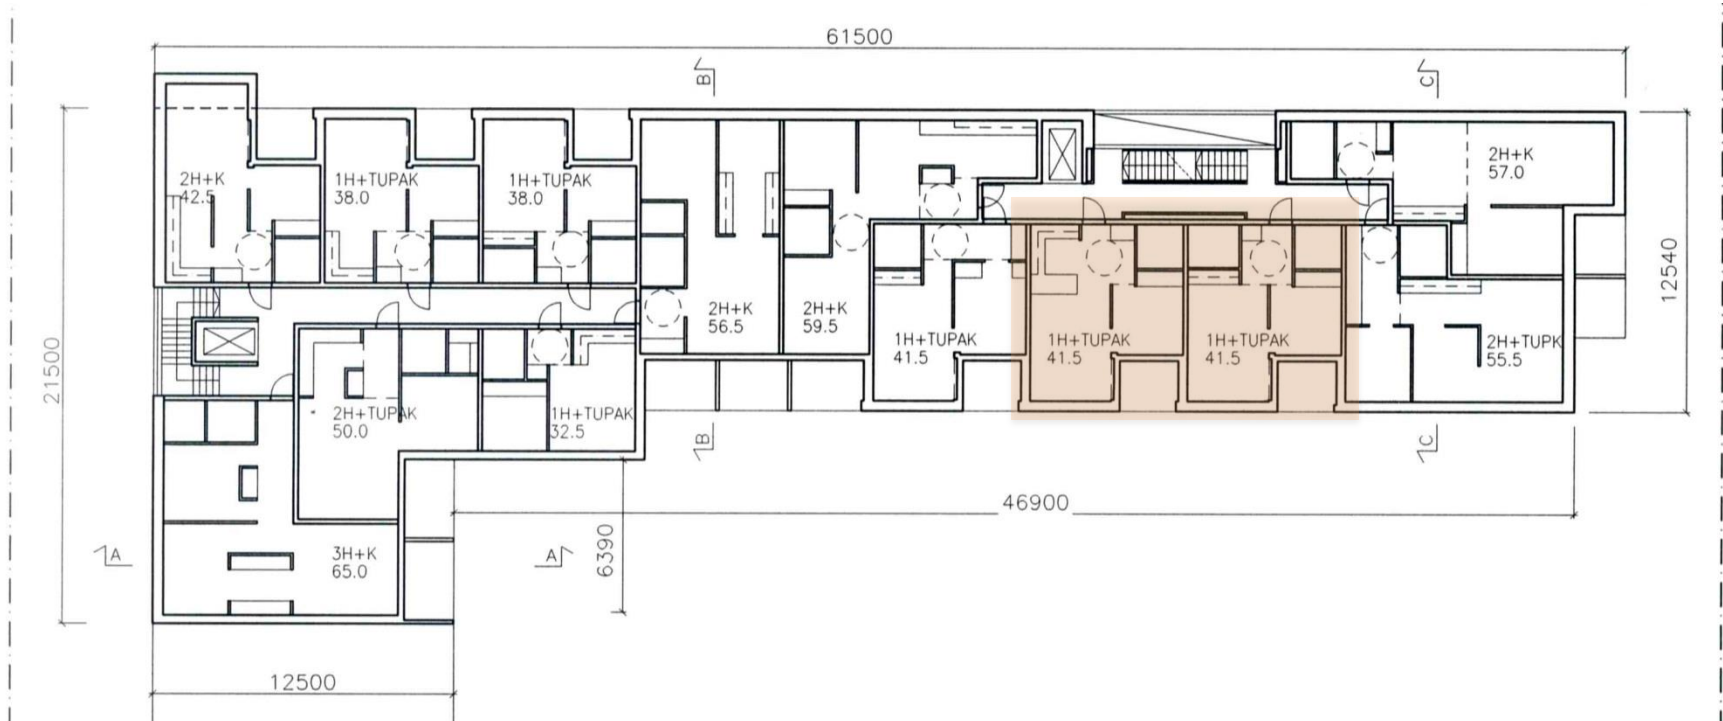 61500
B
C
2H+K
42.5
1H+TUPAK
38.0
1H+TUPAK
38.0
2H+K
57.0
12540
2H+K
56.5
2H+K
59.5
1H+TUPAK
41.5
1H+TUPAK
41.5
1H+TUPAK
41.5
2H+TUPK
55.5
21500
2H+TUPAK
50.0
1H+TUPAK
32.5
B
C
46900
A
3H+K
65.0
A
6390
12500